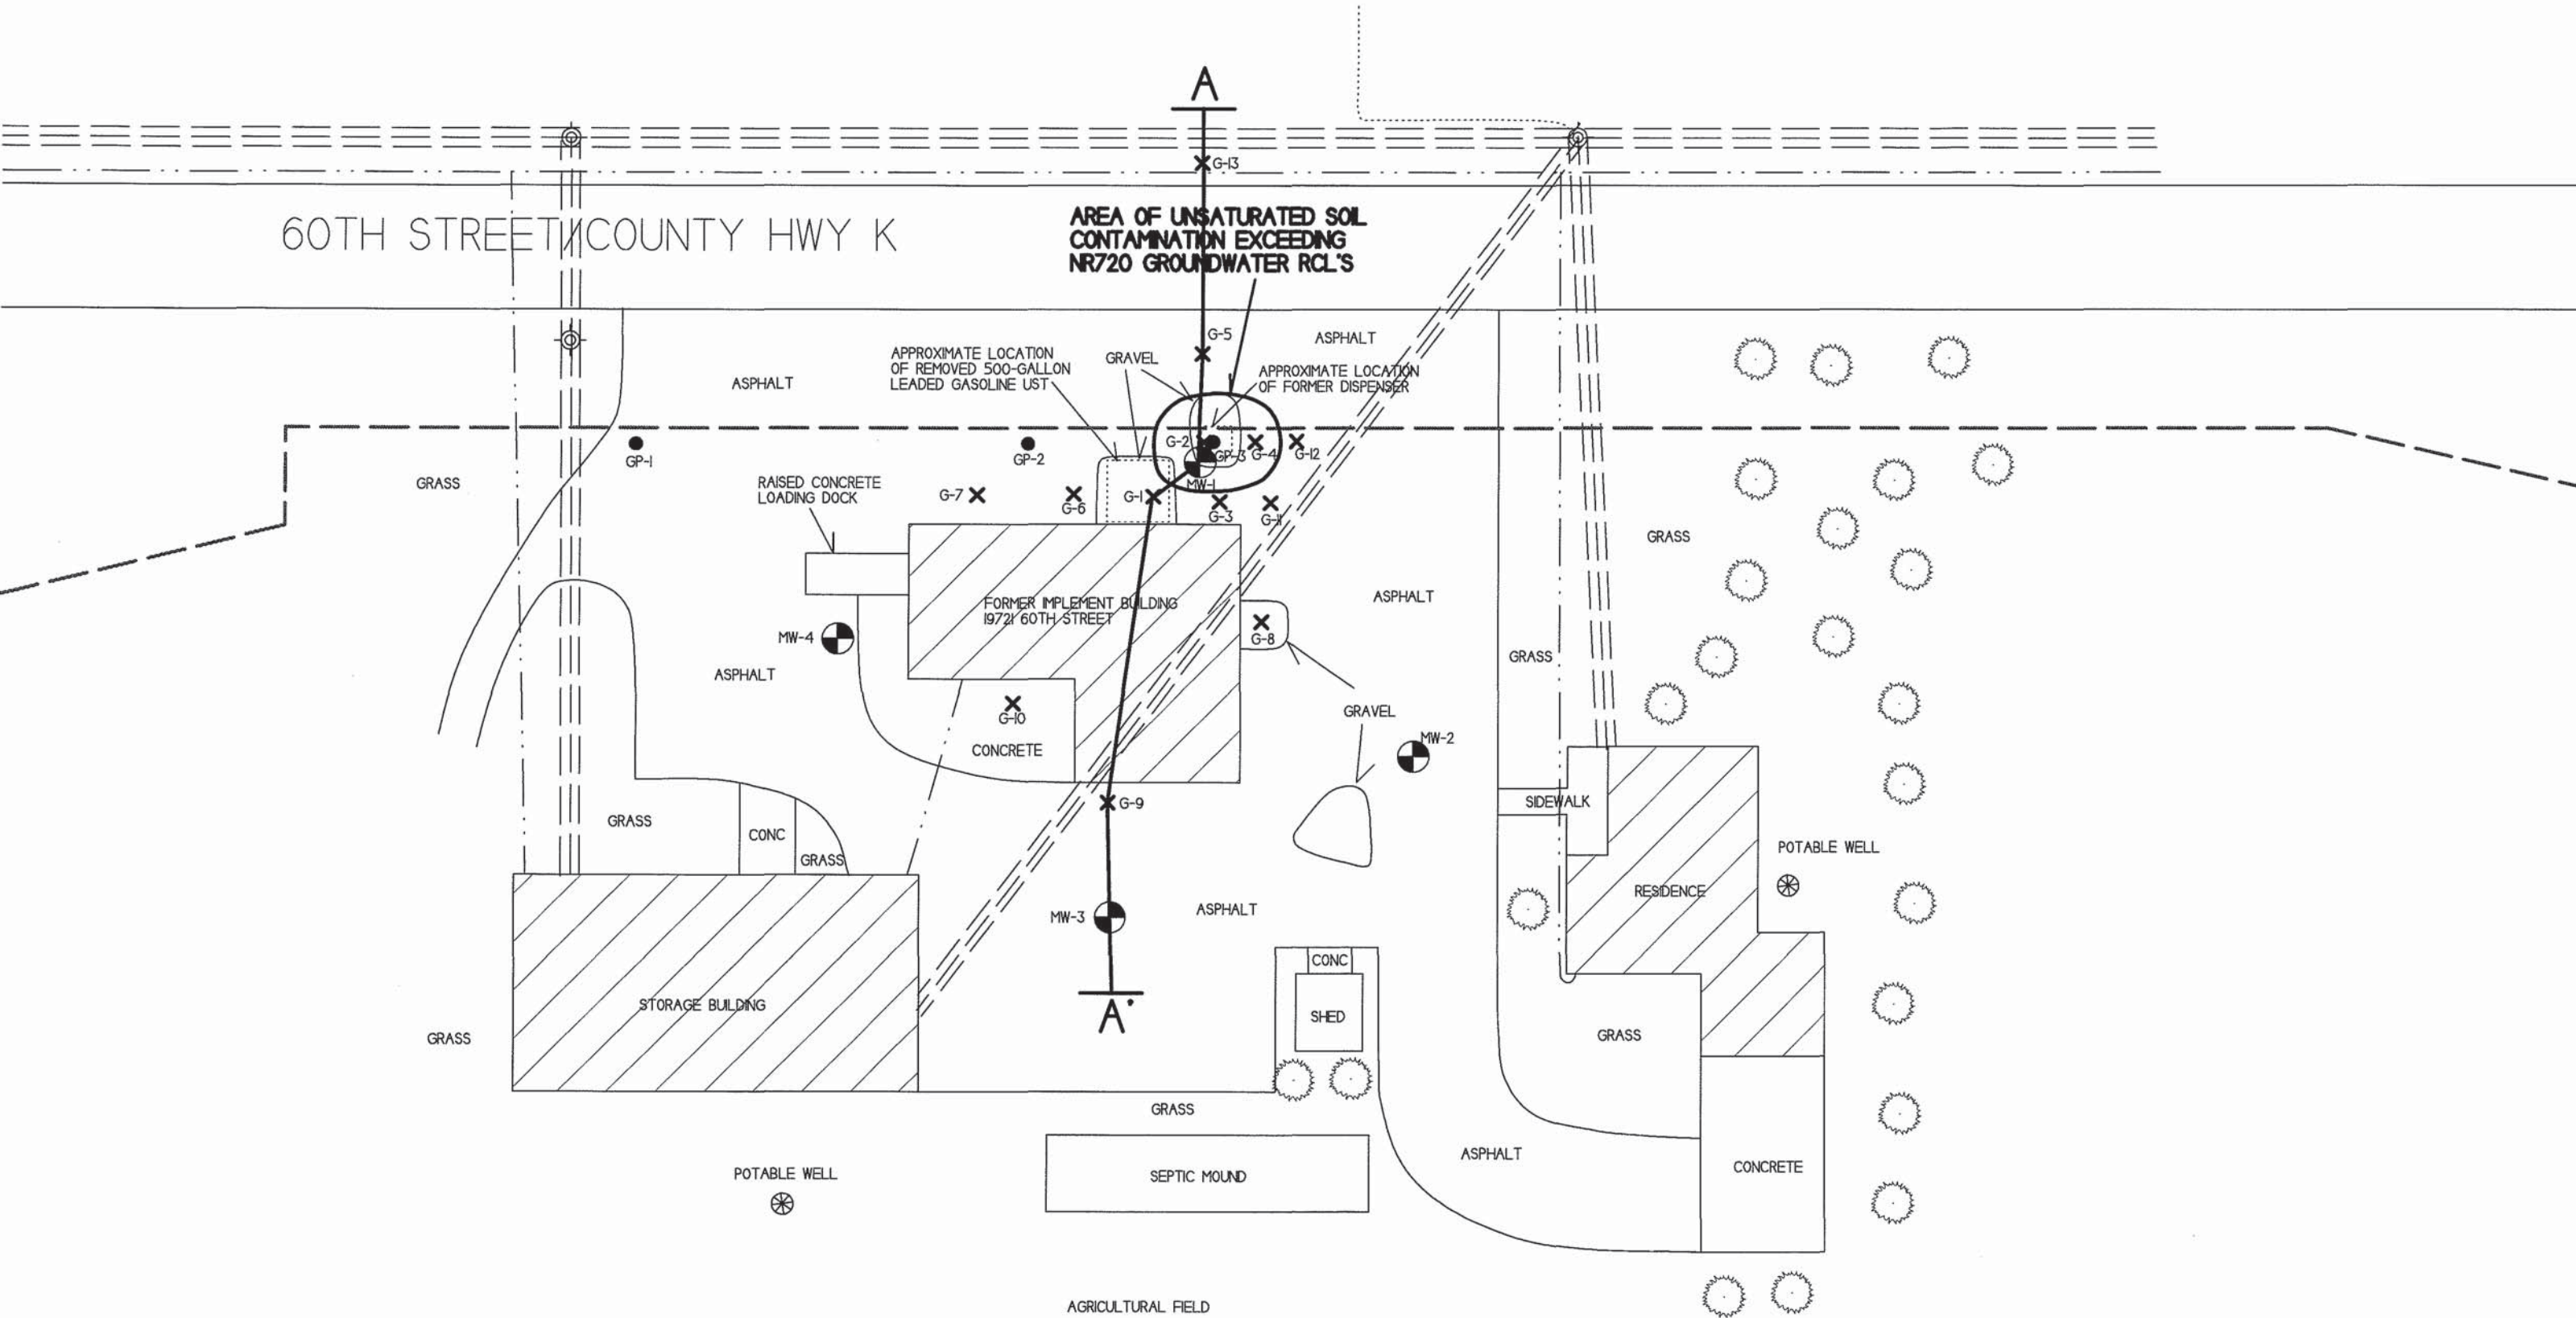 A
G-13
60TH STREET/COUNTY HWY K
AREA OF UNSATURATED SOIL
CONTAMINATION EXCEEDING
NR720 GROUNDWATER RCL'S
G-5
ASPHALT
APPROXIMATE LOCATION
OF REMOVED 500-GALLON
LEADED GASOLINE UST
GRAVEL
APPROXIMATE LOCATION
OF FORMER DISPENSER
ASPHALT
GP-1
GP-2
G-2
GP-3
G-4
G-12
GRASS
RAISED CONCRETE
LOADING DOCK
G-7
G-6
G-1
MW-1
G-3
G-11
GRASS
FORMER IMPLEMENT BUILDING
19721 60TH STREET
ASPHALT
MW-4
G-8
GRASS
ASPHALT
G-10
GRAVEL
CONCRETE
MW-2
G-9
SIDEWALK
GRASS
CONC
GRASS
POTABLE WELL
RESIDENCE
MW-3
ASPHALT
CONC
STORAGE BUILDING
A'
SHED
GRASS
GRASS
GRASS
ASPHALT
POTABLE WELL
SEPTIC MOUND
CONCRETE
AGRICULTURAL FIELD